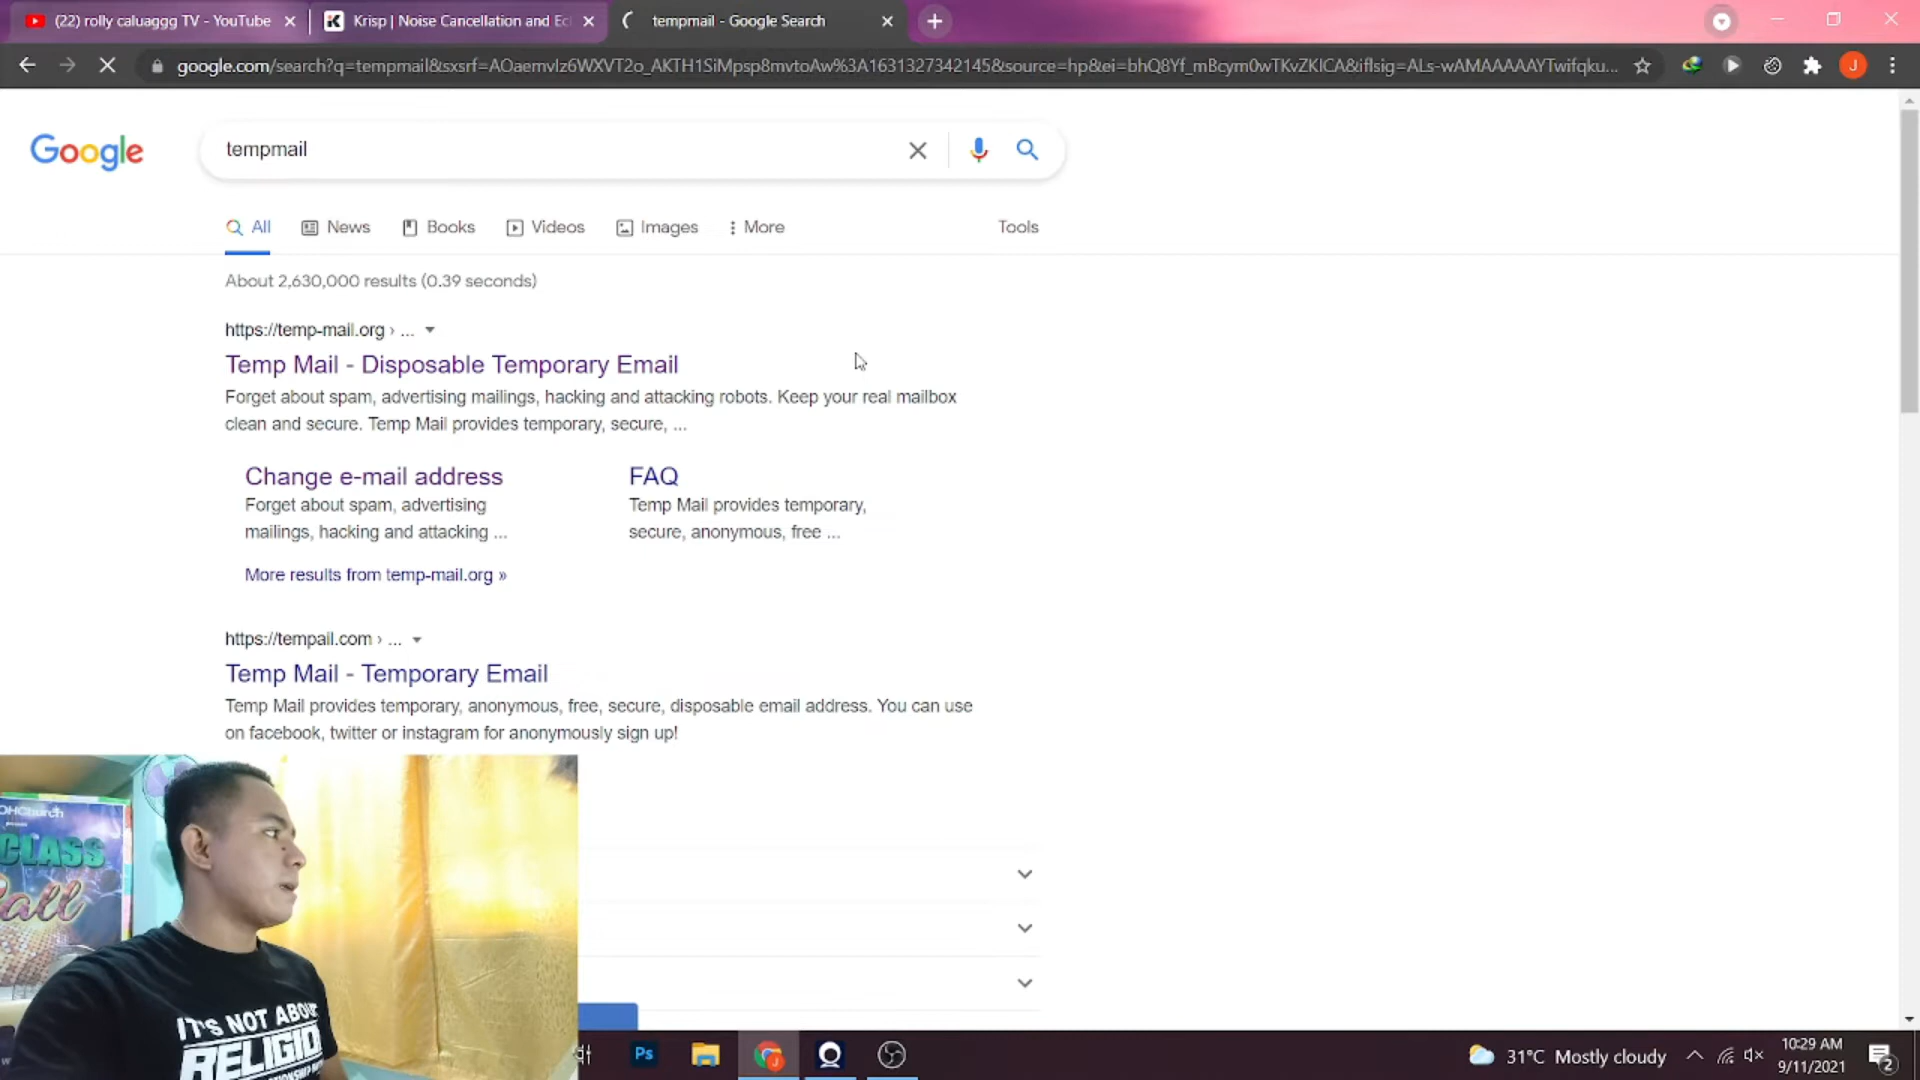 (22) rolly caluaggg TV - YouTube
Krisp | Noise Cancellation and Ec
tempmail - Google Search
google.com/search?q=tempmail&sxsrf=AOaemvIz6WXVT2o_AKTH1SiMpsp8mvtoAw%3A1631327342145&source=hp&ei=bhQ8Yf_mBcym0wTKvZKICA&iflsig=ALs-wAMAAAAAYTwifqku...
J
Google
tempmail
All
News
Books
Videos
Images
More
Tools
About 2,630,000 results (0.39 seconds)
https://temp-mail.org › ...
Temp Mail - Disposable Temporary Email
Forget about spam, advertising mailings, hacking and attacking robots. Keep your real mailbox
clean and secure. Temp Mail provides temporary, secure, ...
Change e-mail address
Forget about spam, advertising
mailings, hacking and attacking ...
FAQ
Temp Mail provides temporary,
secure, anonymous, free ...
More results from temp-mail.org »
https://tempail.com › ...
Temp Mail - Temporary Email
Temp Mail provides temporary, anonymous, free, secure, disposable email address. You can use
on facebook, twitter or instagram for anonymously sign up!
OHChurch
CLASS
Ball
IT'S NOT ABOUT
RELIGIO
Ps
31°C Mostly cloudy
10:29 AM
9/11/2021
2